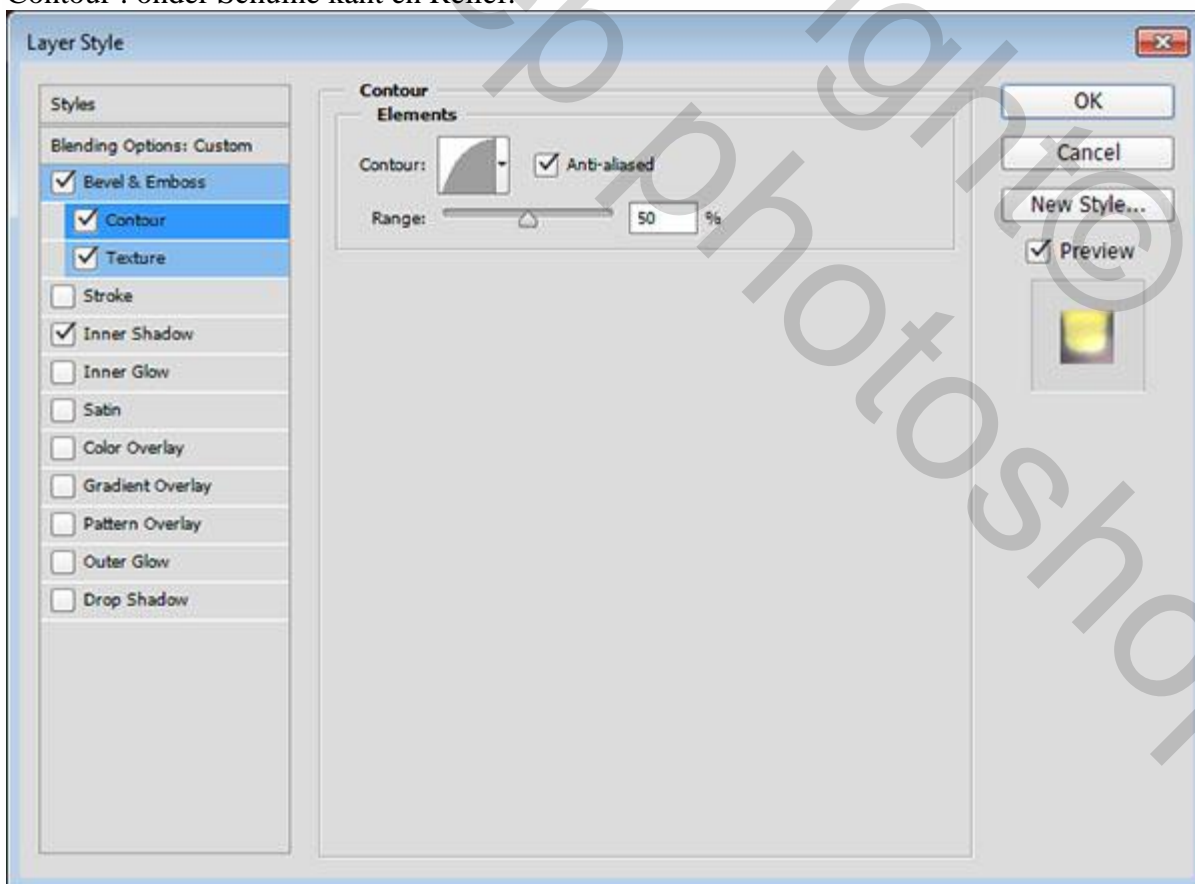 Contour : onder Schuine kant en Reliëf.
Layer Style
Styles
Blending Options: Custom
Bevel & Emboss
Contour
Texture
Stroke
Inner Shadow
Inner Glow
Satin
Color Overlay
Gradient Overlay
Pattern Overlay
Outer Glow
Drop Shadow
Contour
Elements
Contour:
Anti-aliased
Range: 50 %
OK
Cancel
New Style...
Preview